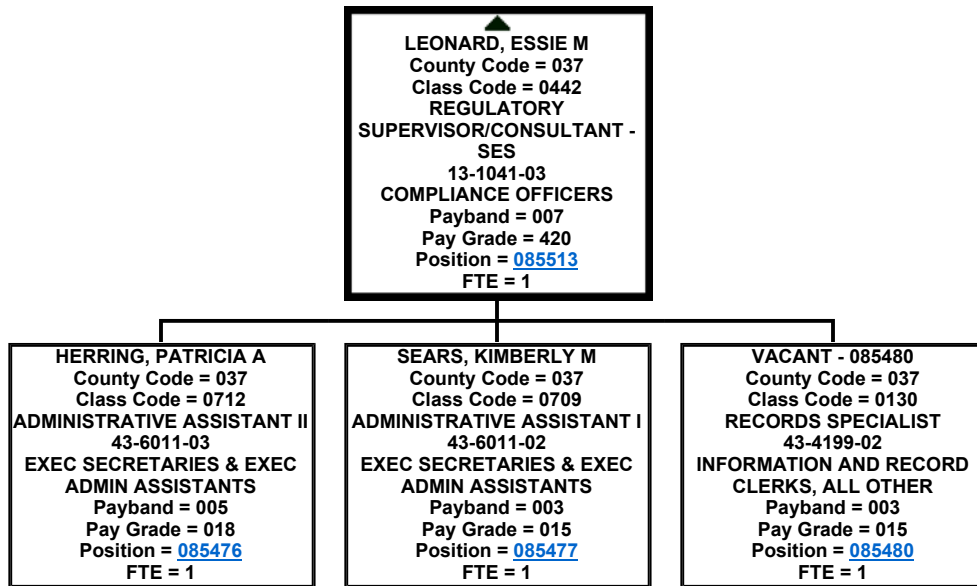 LEONARD, ESSIE M
County Code = 037
Class Code = 0442
REGULATORY
SUPERVISOR/CONSULTANT -
SES
13-1041-03
COMPLIANCE OFFICERS
Payband = 007
Pay Grade = 420
Position = 085513
FTE = 1
HERRING, PATRICIA A
County Code = 037
Class Code = 0712
ADMINISTRATIVE ASSISTANT II
43-6011-03
EXEC SECRETARIES & EXEC
ADMIN ASSISTANTS
Payband = 005
Pay Grade = 018
Position = 085476
FTE = 1
SEARS, KIMBERLY M
County Code = 037
Class Code = 0709
ADMINISTRATIVE ASSISTANT I
43-6011-02
EXEC SECRETARIES & EXEC
ADMIN ASSISTANTS
Payband = 003
Pay Grade = 015
Position = 085477
FTE = 1
VACANT - 085480
County Code = 037
Class Code = 0130
RECORDS SPECIALIST
43-4199-02
INFORMATION AND RECORD
CLERKS, ALL OTHER
Payband = 003
Pay Grade = 015
Position = 085480
FTE = 1